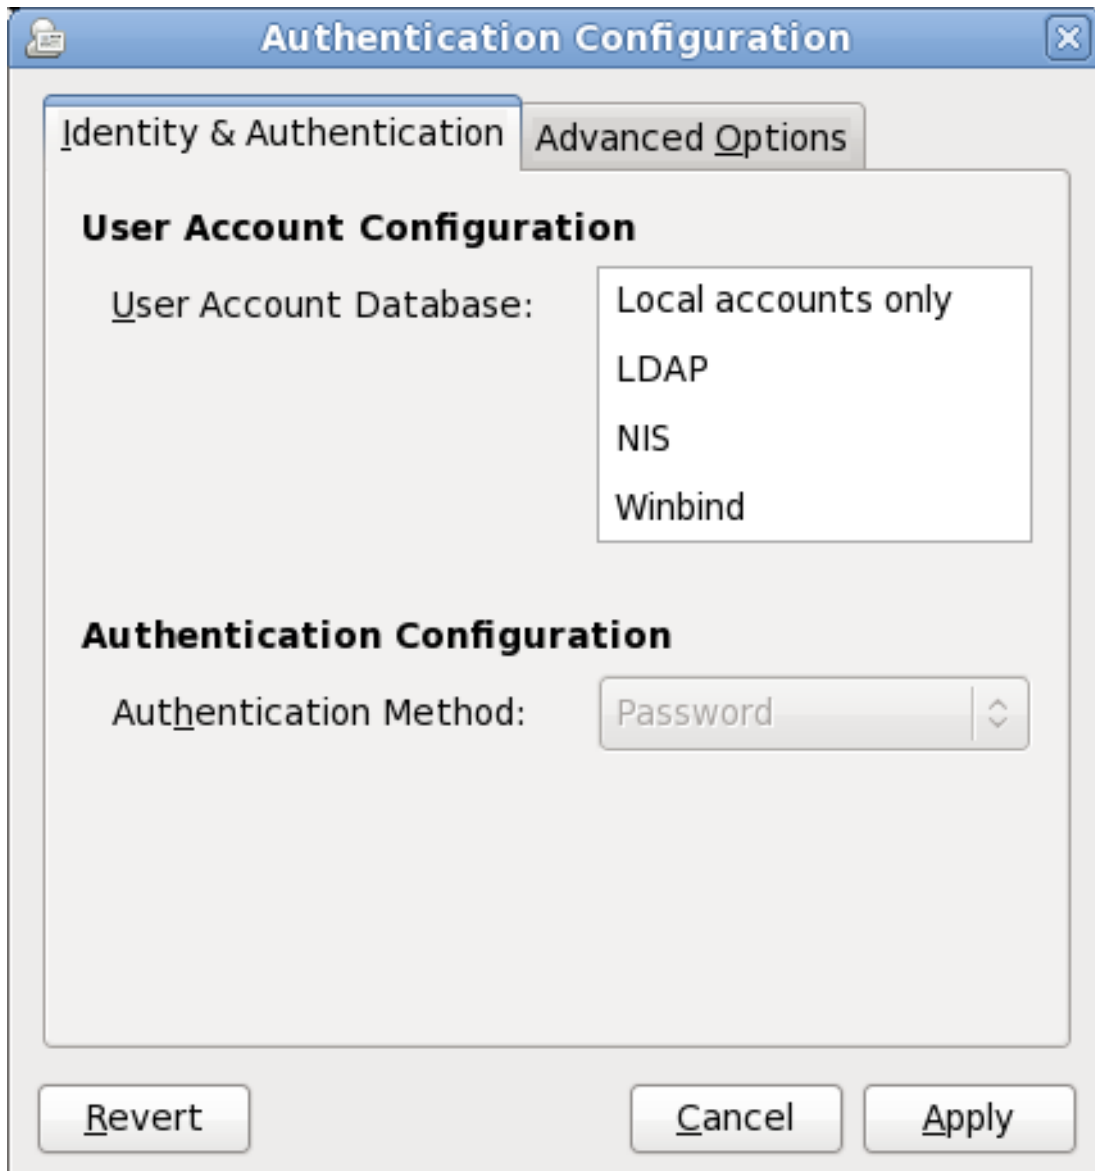 Authentication Configuration
Identity & Authentication
Advanced Options
User Account Configuration
User Account Database:
Local accounts only
LDAP
NIS
Winbind
Authentication Configuration
Authentication Method:
Password
Revert
Cancel
Apply